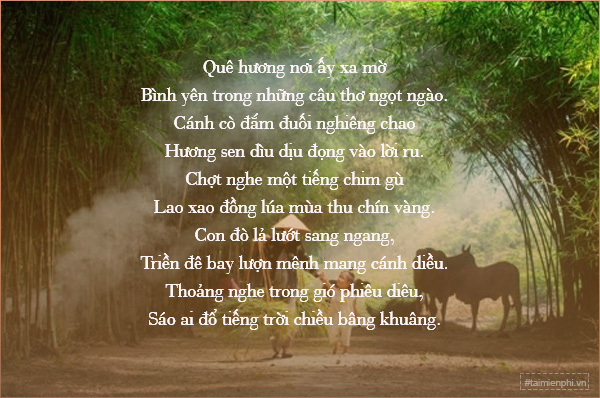 Quê hương nơi ấy xa mờ
Bình yên trong những câu thơ ngọt ngào.
Cánh cò đắm đuối nghiêng chao
Hương sen dìu dịu đọng vào lời ru.
Chợt nghe một tiếng chim gù
Lao xao đồng lúa mùa thu chín vàng.
Con đò lả lướt sang ngang,
Triền đê bay lượn mênh mang cánh diều.
Thoảng nghe trong gió phiêu diêu,
Sáo ai đổ tiếng trời chiều bâng khuâng.
#taimienphi.vn